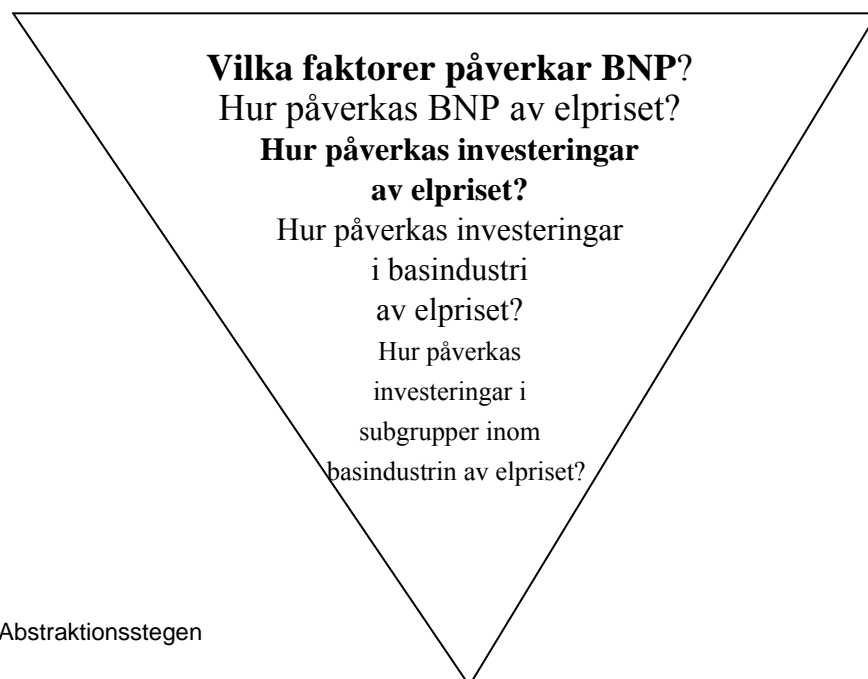 Vilka faktorer påverkar BNP?
Hur påverkas BNP av elpriset?
Hur påverkas investeringar
av elpriset?
Hur påverkas investeringar
i basindustri
av elpriset?
Hur påverkas
investeringar i
subgrupper inom
basindustrin av elpriset?
Abstraktionsstegen